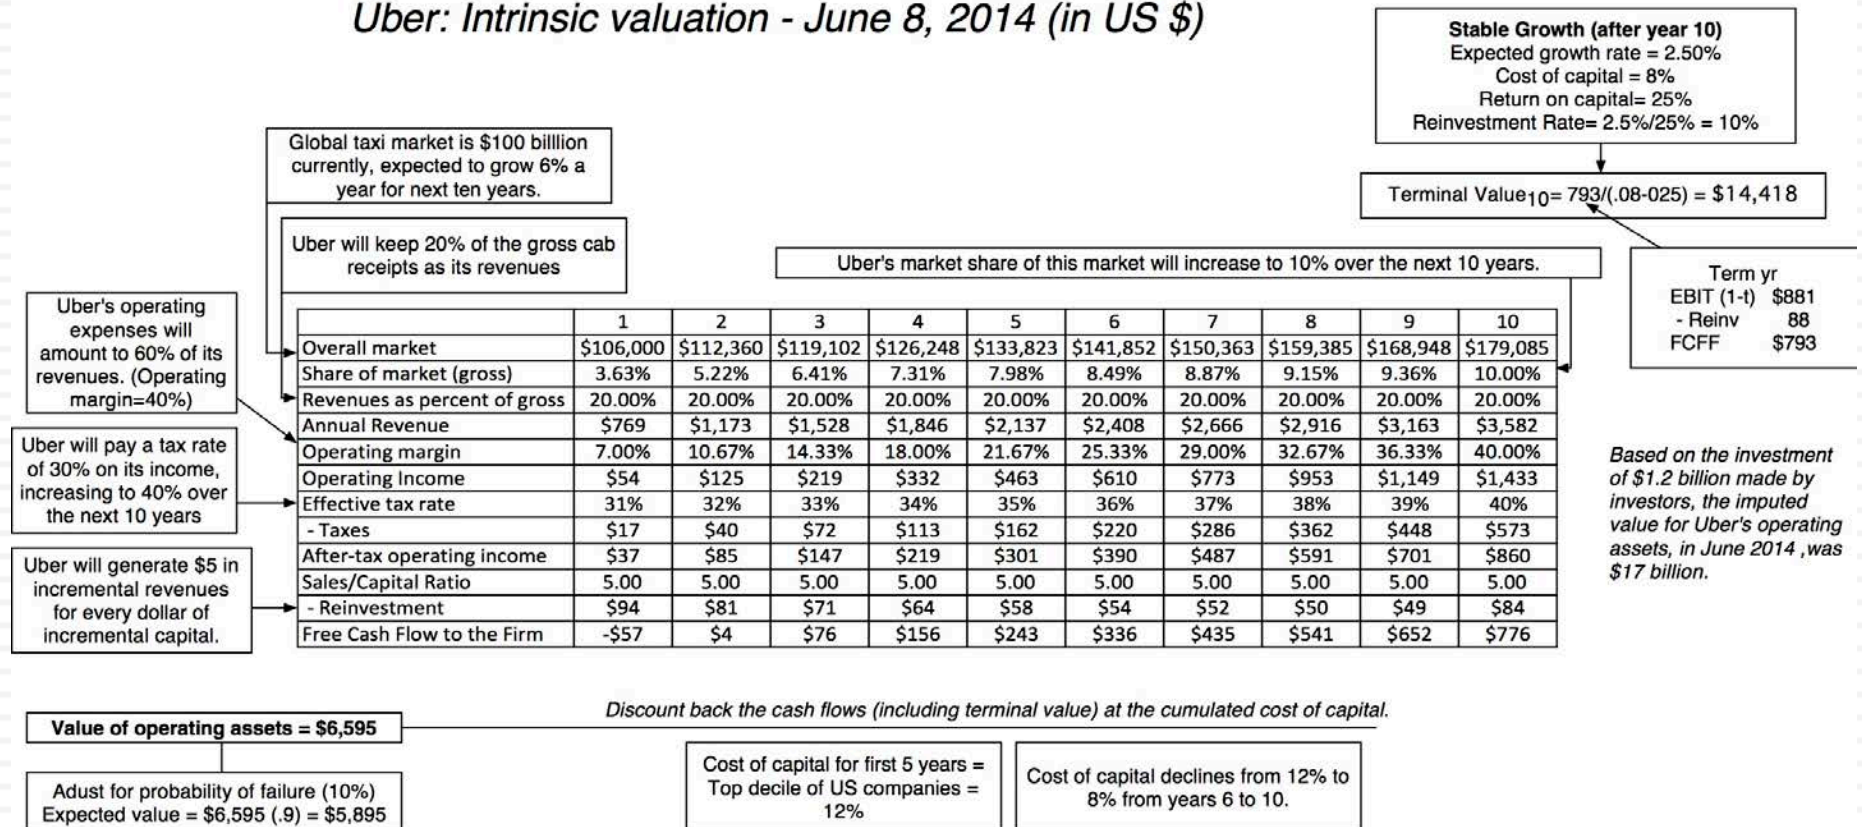 Uber: Intrinsic valuation - June 8, 2014 (in US $)
Stable Growth (after year 10)
Expected growth rate = 2.50%
Cost of capital = 8%
Return on capital= 25%
Reinvestment Rate= 2.5%/25% = 10%
Global taxi market is $100 billlion
currently, expected to grow 6% a
year for next ten years.
Terminal Value10= 793/(.08-025) = $14,418
Uber will keep 20% of the gross cab
receipts as its revenues
Uber's market share of this market will increase to 10% over the next 10 years.
Term yr
EBIT (1-t) $881
- Reinv 88
FCFF $793
Uber's operating
expenses will
amount to 60% of its
revenues. (Operating
margin=40%)
Uber will pay a tax rate
of 30% on its income,
increasing to 40% over
the next 10 years
Uber will generate $5 in
incremental revenues
for every dollar of
incremental capital.
1 2 3 4 5 6 7 8 9 10
Overall market $106,000 $112,360 $119,102 $126,248 $133,823 $141,852 $150,363 $159,385 $168,948 $179,085
Share of market (gross) 3.63% 5.22% 6.41% 7.31% 7.98% 8.49% 8.87% 9.15% 9.36% 10.00%
Revenues as percent of gross 20.00% 20.00% 20.00% 20.00% 20.00% 20.00% 20.00% 20.00% 20.00% 20.00%
Annual Revenue $769 $1,173 $1,528 $1,846 $2,137 $2,408 $2,666 $2,916 $3,163 $3,582
Operating margin 7.00% 10.67% 14.33% 18.00% 21.67% 25.33% 29.00% 32.67% 36.33% 40.00%
Operating Income $54 $125 $219 $332 $463 $610 $773 $953 $1,149 $1,433
Effective tax rate 31% 32% 33% 34% 35% 36% 37% 38% 39% 40%
- Taxes $17 $40 $72 $113 $162 $220 $286 $362 $448 $573
After-tax operating income $37 $85 $147 $219 $301 $390 $487 $591 $701 $860
Sales/Capital Ratio 5.00 5.00 5.00 5.00 5.00 5.00 5.00 5.00 5.00 5.00
- Reinvestment $94 $81 $71 $64 $58 $54 $52 $50 $49 $84
Free Cash Flow to the Firm -$57 $4 $76 $156 $243 $336 $435 $541 $652 $776
Based on the investment
of $1.2 billion made by
investors, the imputed
value for Uber's operating
assets, in June 2014 ,was
$17 billion.
Value of operating assets = $6,595
Discount back the cash flows (including terminal value) at the cumulated cost of capital.
Adust for probability of failure (10%)
Expected value = $6,595 (.9) = $5,895
Cost of capital for first 5 years =
Top decile of US companies =
12%
Cost of capital declines from 12% to
8% from years 6 to 10.